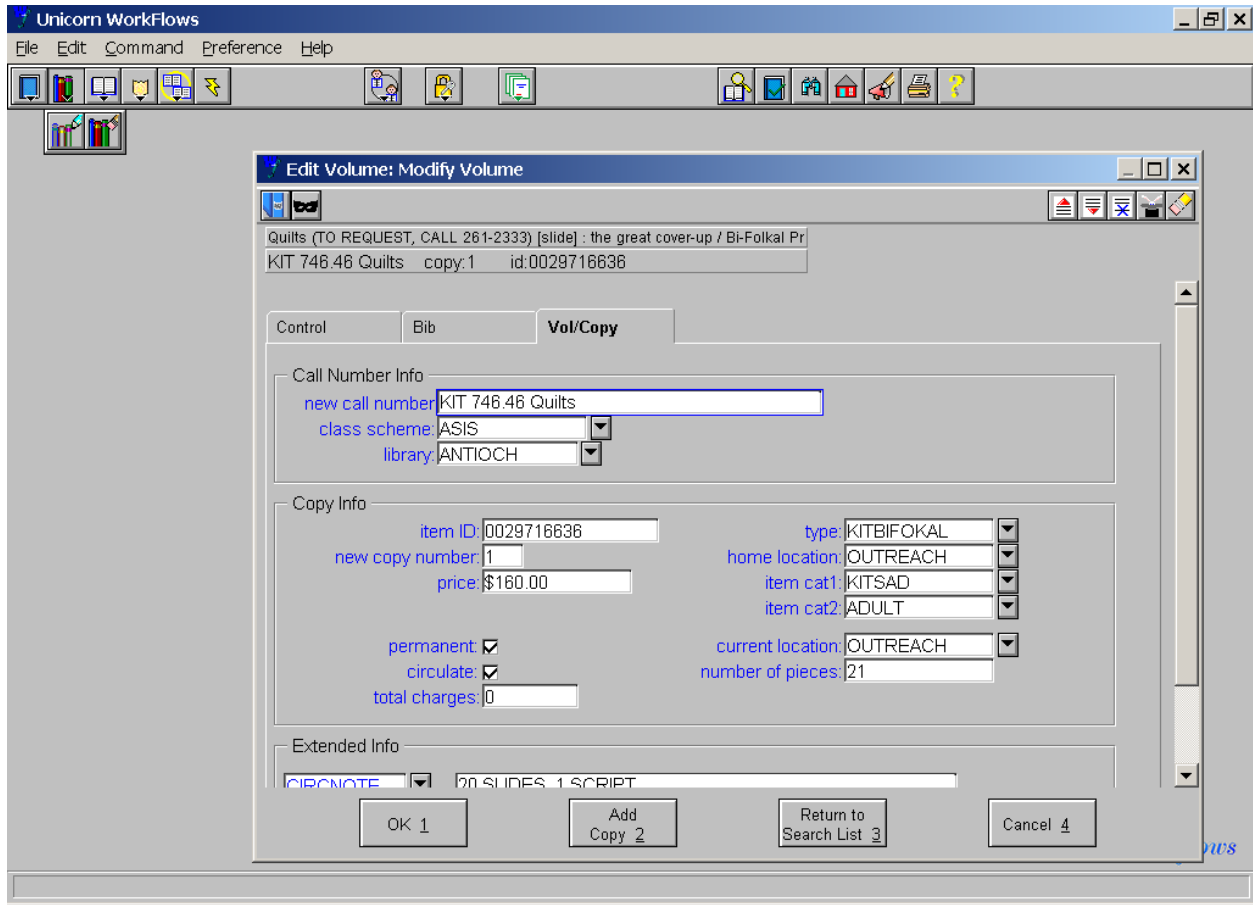 Unicorn WorkFlows
File Edit Command Preference Help
Edit Volume: Modify Volume
Quilts (TO REQUEST, CALL 261-2333) [slide] : the great cover-up / Bi-Folkal Pr
KIT 746.46 Quilts copy:1 id:0029716636
Control Bib Vol/Copy
Call Number Info
new call number KIT 746.46 Quilts
class scheme: ASIS
library: ANTIOCH
Copy Info
item ID: 0029716636 type: KITBIFOKAL
new copy number: 1 home location: OUTREACH
price: $160.00 item cat1: KITSAD
item cat2: ADULT
permanent: current location: OUTREACH
circulate: number of pieces: 21
total charges: 0
Extended Info
CIRCNOTE 20 SLIDES, 1 SCRIPT
OK 1 Add Copy 2 Return to Search List 3 Cancel 4
ows